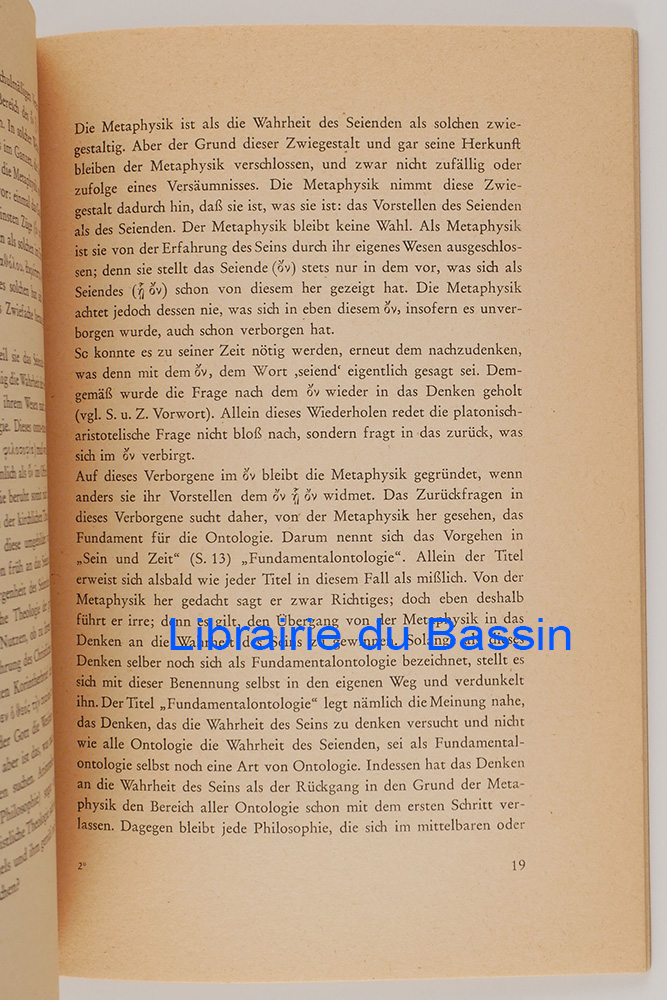 Die Metaphysik ist als die Wahrheit des Seienden als solchen zwie-
gestaltig. Aber der Grund dieser Zwiegestalt und gar seine Herkunft
bleiben der Metaphysik verschlossen, und zwar nicht zufällig oder
zufolge eines Versäumnisses. Die Metaphysik nimmt diese Zwie-
gestalt dadurch hin, daß sie ist, was sie ist: das Vorstellen des Seienden
als des Seienden. Der Metaphysik bleibt keine Wahl. Als Metaphysik
ist sie von der Erfahrung des Seins durch ihr eigenes Wesen ausgeschlos-
sen; denn sie stellt das Seiende (ὄν) stets nur in dem vor, was sich als
Seiendes (ᾗ ὄν) schon von diesem her gezeigt hat. Die Metaphysik
achtet jedoch dessen nie, was sich in eben diesem ὄν, insofern es unver-
borgen wurde, auch schon verborgen hat.
So konnte es zu seiner Zeit nötig werden, erneut dem nachzudenken,
was denn mit dem ὄν, dem Wort ‚seiend‘ eigentlich gesagt sei. Dem-
gemäß wurde die Frage nach dem ὄν wieder in das Denken geholt
(vgl. S. u. Z. Vorwort). Allein dieses Wiederholen redet die platonisch-
aristotelische Frage nicht bloß nach, sondern fragt in das zurück, was
sich im ὄν verbirgt.
Auf dieses Verborgene im ὄν bleibt die Metaphysik gegründet, wenn
anders sie ihr Vorstellen dem ὄν ᾗ ὄν widmet. Das Zurückfragen in
dieses Verborgene sucht daher, von der Metaphysik her gesehen, das
Fundament für die Ontologie. Darum nennt sich das Vorgehen in
„Sein und Zeit“ (S. 13) „Fundamentalontologie“. Allein der Titel
erweist sich alsbald wie jeder Titel in diesem Fall als mißlich. Von der
Metaphysik her gedacht sagt er zwar Richtiges; doch eben deshalb
führt er irre; denn es gilt, den Übergang von der Metaphysik in das
Denken an die Wahrheit des Seins zu gewinnen. Solange dieses
Denken selber noch sich als Fundamentalontologie bezeichnet, stellt es
sich mit dieser Benennung selbst in den eigenen Weg und verdunkelt
ihn. Der Titel „Fundamentalontologie“ legt nämlich die Meinung nahe,
das Denken, das die Wahrheit des Seins zu denken versucht und nicht
wie alle Ontologie die Wahrheit des Seienden, sei als Fundamental-
ontologie selbst noch eine Art von Ontologie. Indessen hat das Denken
an die Wahrheit des Seins als der Rückgang in den Grund der Meta-
physik den Bereich aller Ontologie schon mit dem ersten Schritt ver-
lassen. Dagegen bleibt jede Philosophie, die sich im mittelbaren oder
2*
19
Librairie du Bassin